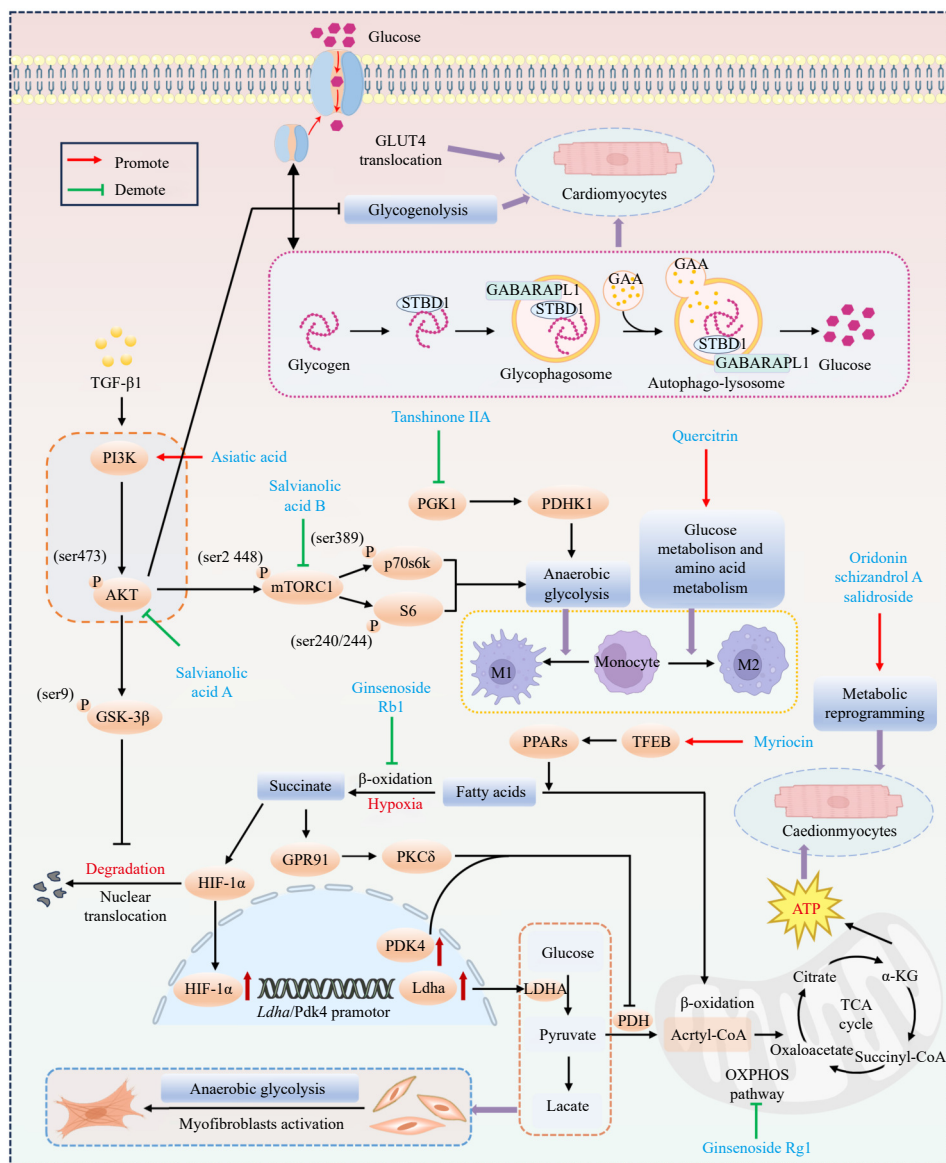 Glucose
GLUT4
translocation
Promote
Demote
Cardiomyocytes
Glycogenolysis
GAA
GAA
GABARAPL1
STBD1
STBD1
STBD1
GABARAPL1
Glycogen
Glycophagosome
Autophago-lysosome
Glucose
TGF-β1
Tanshinone IIA
Quercitrin
PI3K
Asiatic acid
Salvianolic
acid B
PGK1
PDHK1
Glucose
metabolison and
amino acid
metabolism
(ser473)
(ser2 448)
(ser389)
P
p70s6k
Oridonin
schizandrol A
salidroside
P
AKT
P
mTORC1
Anaerobic
glycolysis
S6
P
(ser240/244)
Salvianolic
acid A
M1
Monocyte
M2
(ser9)
P
GSK-3β
Ginsenoside
Rb1
Metabolic
reprogramming
PPARs
TFEB
Myriocin
Succinate
β-oxidation
Hypoxia
Fatty acids
Caedionmyocytes
GPR91
PKCδ
Degradation
Nuclear
translocation
HIF-1α
ATP
PDK4
Glucose
Citrate
α-KG
HIF-1α
Ldha
LDHA
Ldha/Pdk4 pramotor
PDH
β-oxidation
TCA
cycle
Pyruvate
Acrtyl-CoA
Oxaloacetate
Succinyl-CoA
OXPHOS
pathway
Anaerobic glycolysis
Myofibroblasts activation
Lacate
Ginsenoside Rg1